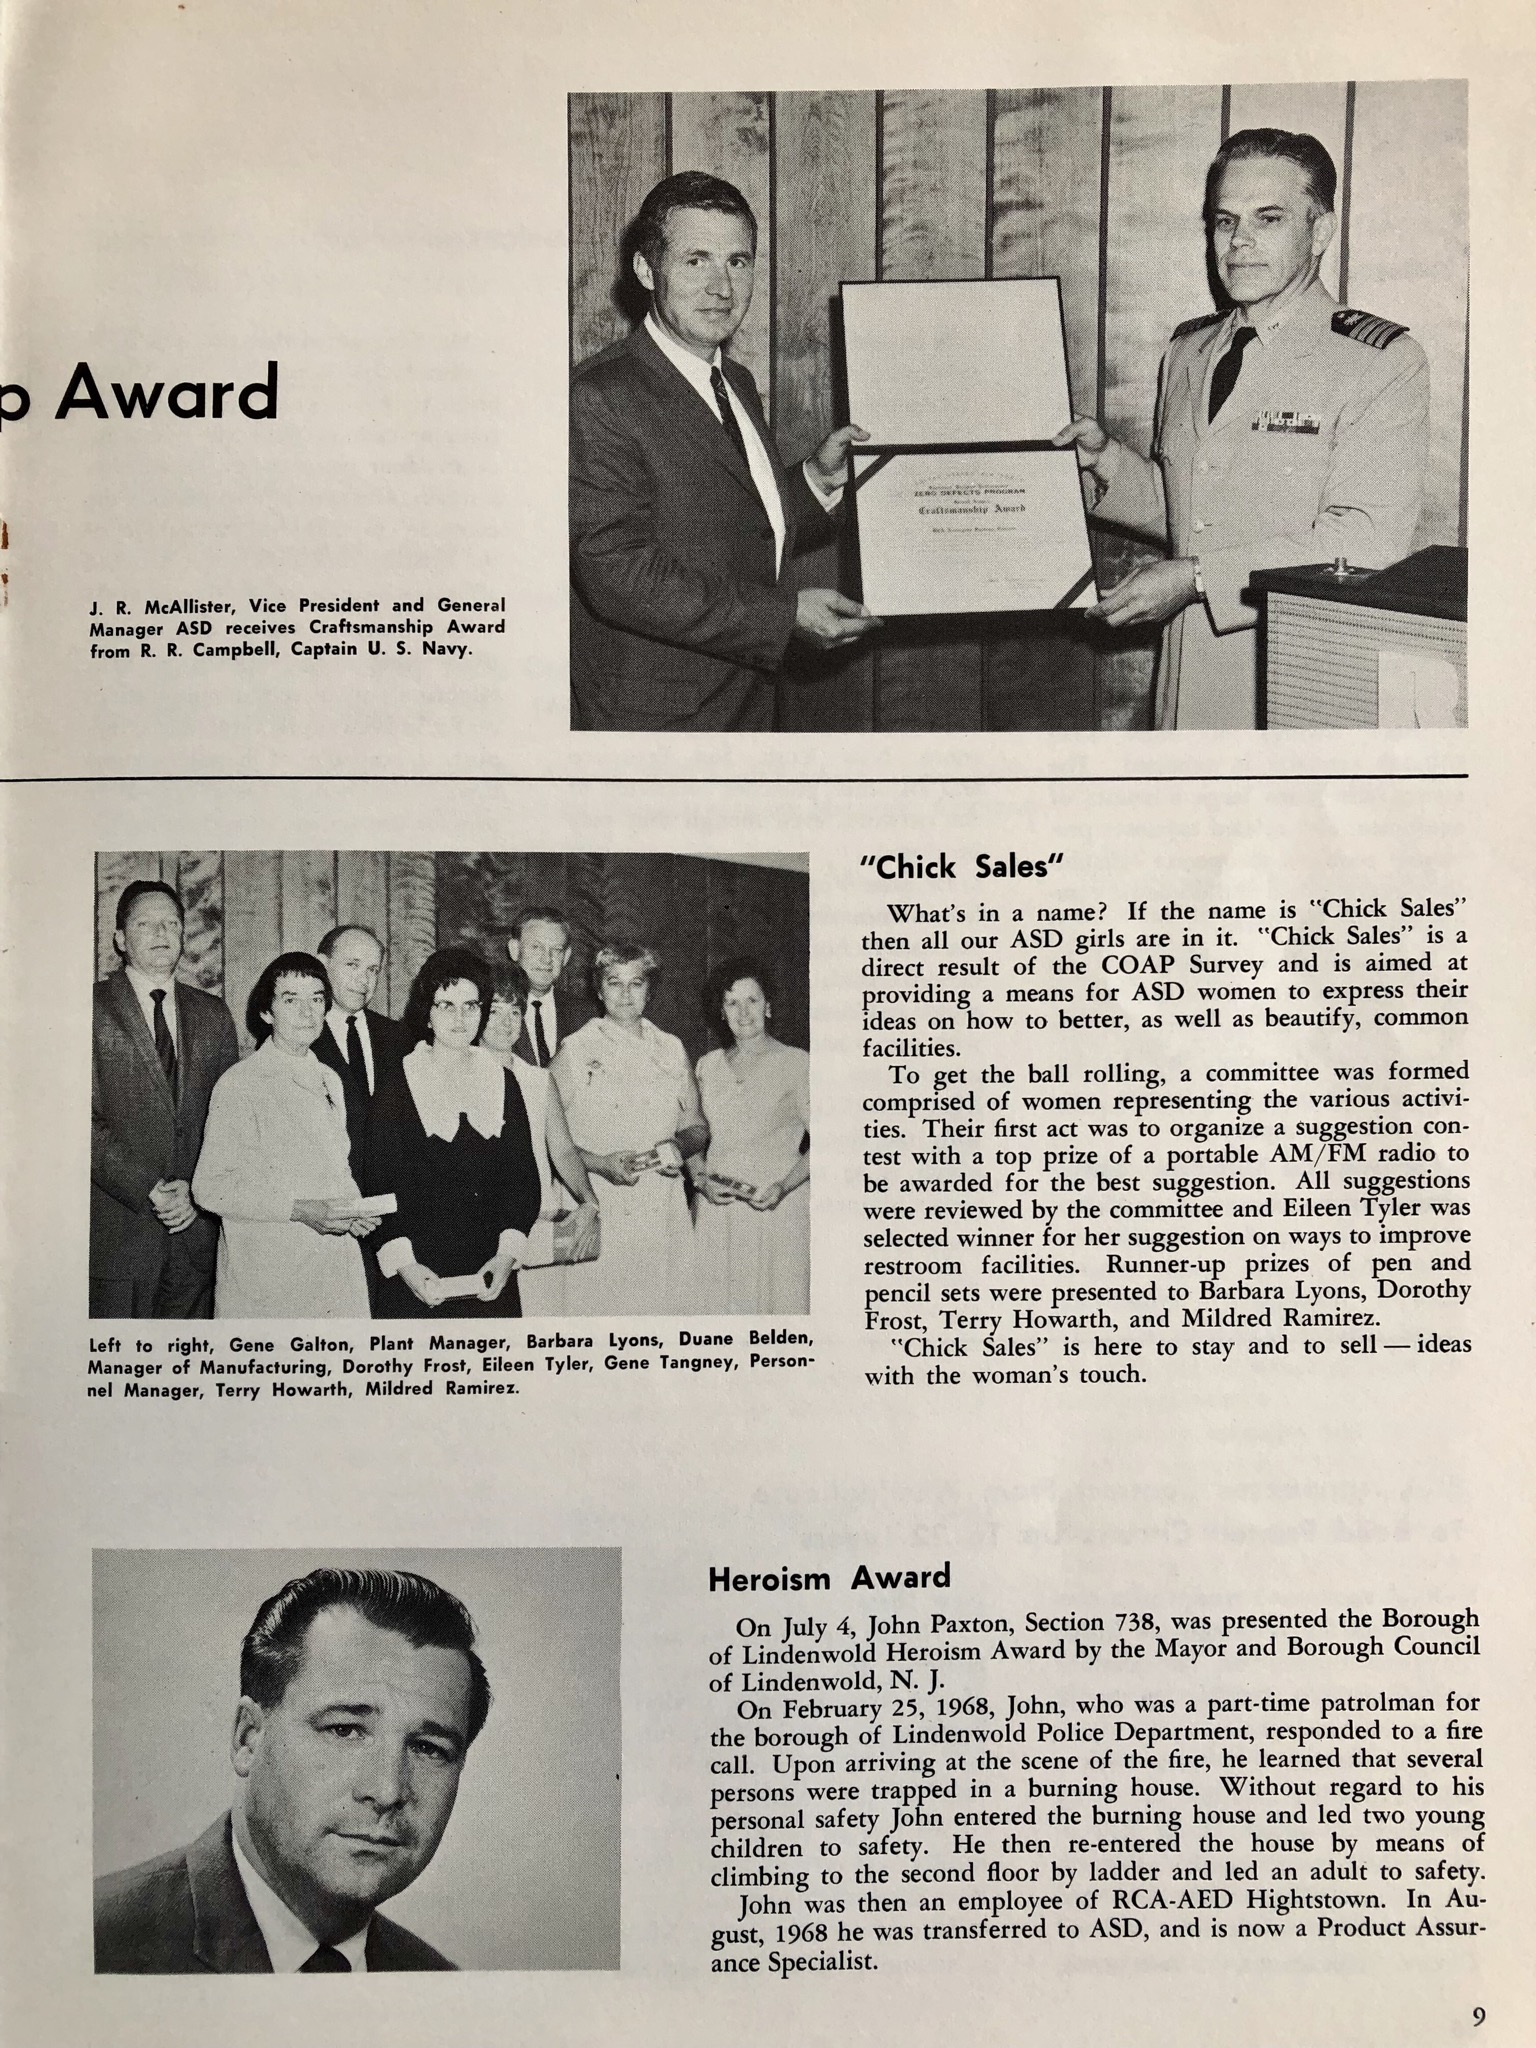 p Award
ZERO DEFECTS PROGRAM
Craftsmanship Award
J. R. McAllister, Vice President and General
Manager ASD receives Craftsmanship Award
from R. R. Campbell, Captain U. S. Navy.
Left to right, Gene Galton, Plant Manager, Barbara Lyons, Duane Belden,
Manager of Manufacturing, Dorothy Frost, Eileen Tyler, Gene Tangney, Person-
nel Manager, Terry Howarth, Mildred Ramirez.
"Chick Sales"
What's in a name? If the name is "Chick Sales"
then all our ASD girls are in it. "Chick Sales" is a
direct result of the COAP Survey and is aimed at
providing a means for ASD women to express their
ideas on how to better, as well as beautify, common
facilities.
To get the ball rolling, a committee was formed
comprised of women representing the various activi-
ties. Their first act was to organize a suggestion con-
test with a top prize of a portable AM/FM radio to
be awarded for the best suggestion. All suggestions
were reviewed by the committee and Eileen Tyler was
selected winner for her suggestion on ways to improve
restroom facilities. Runner-up prizes of pen and
pencil sets were presented to Barbara Lyons, Dorothy
Frost, Terry Howarth, and Mildred Ramirez.
"Chick Sales" is here to stay and to sell — ideas
with the woman's touch.
Heroism Award
On July 4, John Paxton, Section 738, was presented the Borough
of Lindenwold Heroism Award by the Mayor and Borough Council
of Lindenwold, N. J.
On February 25, 1968, John, who was a part-time patrolman for
the borough of Lindenwold Police Department, responded to a fire
call. Upon arriving at the scene of the fire, he learned that several
persons were trapped in a burning house. Without regard to his
personal safety John entered the burning house and led two young
children to safety. He then re-entered the house by means of
climbing to the second floor by ladder and led an adult to safety.
John was then an employee of RCA-AED Hightstown. In Au-
gust, 1968 he was transferred to ASD, and is now a Product Assur-
ance Specialist.
9